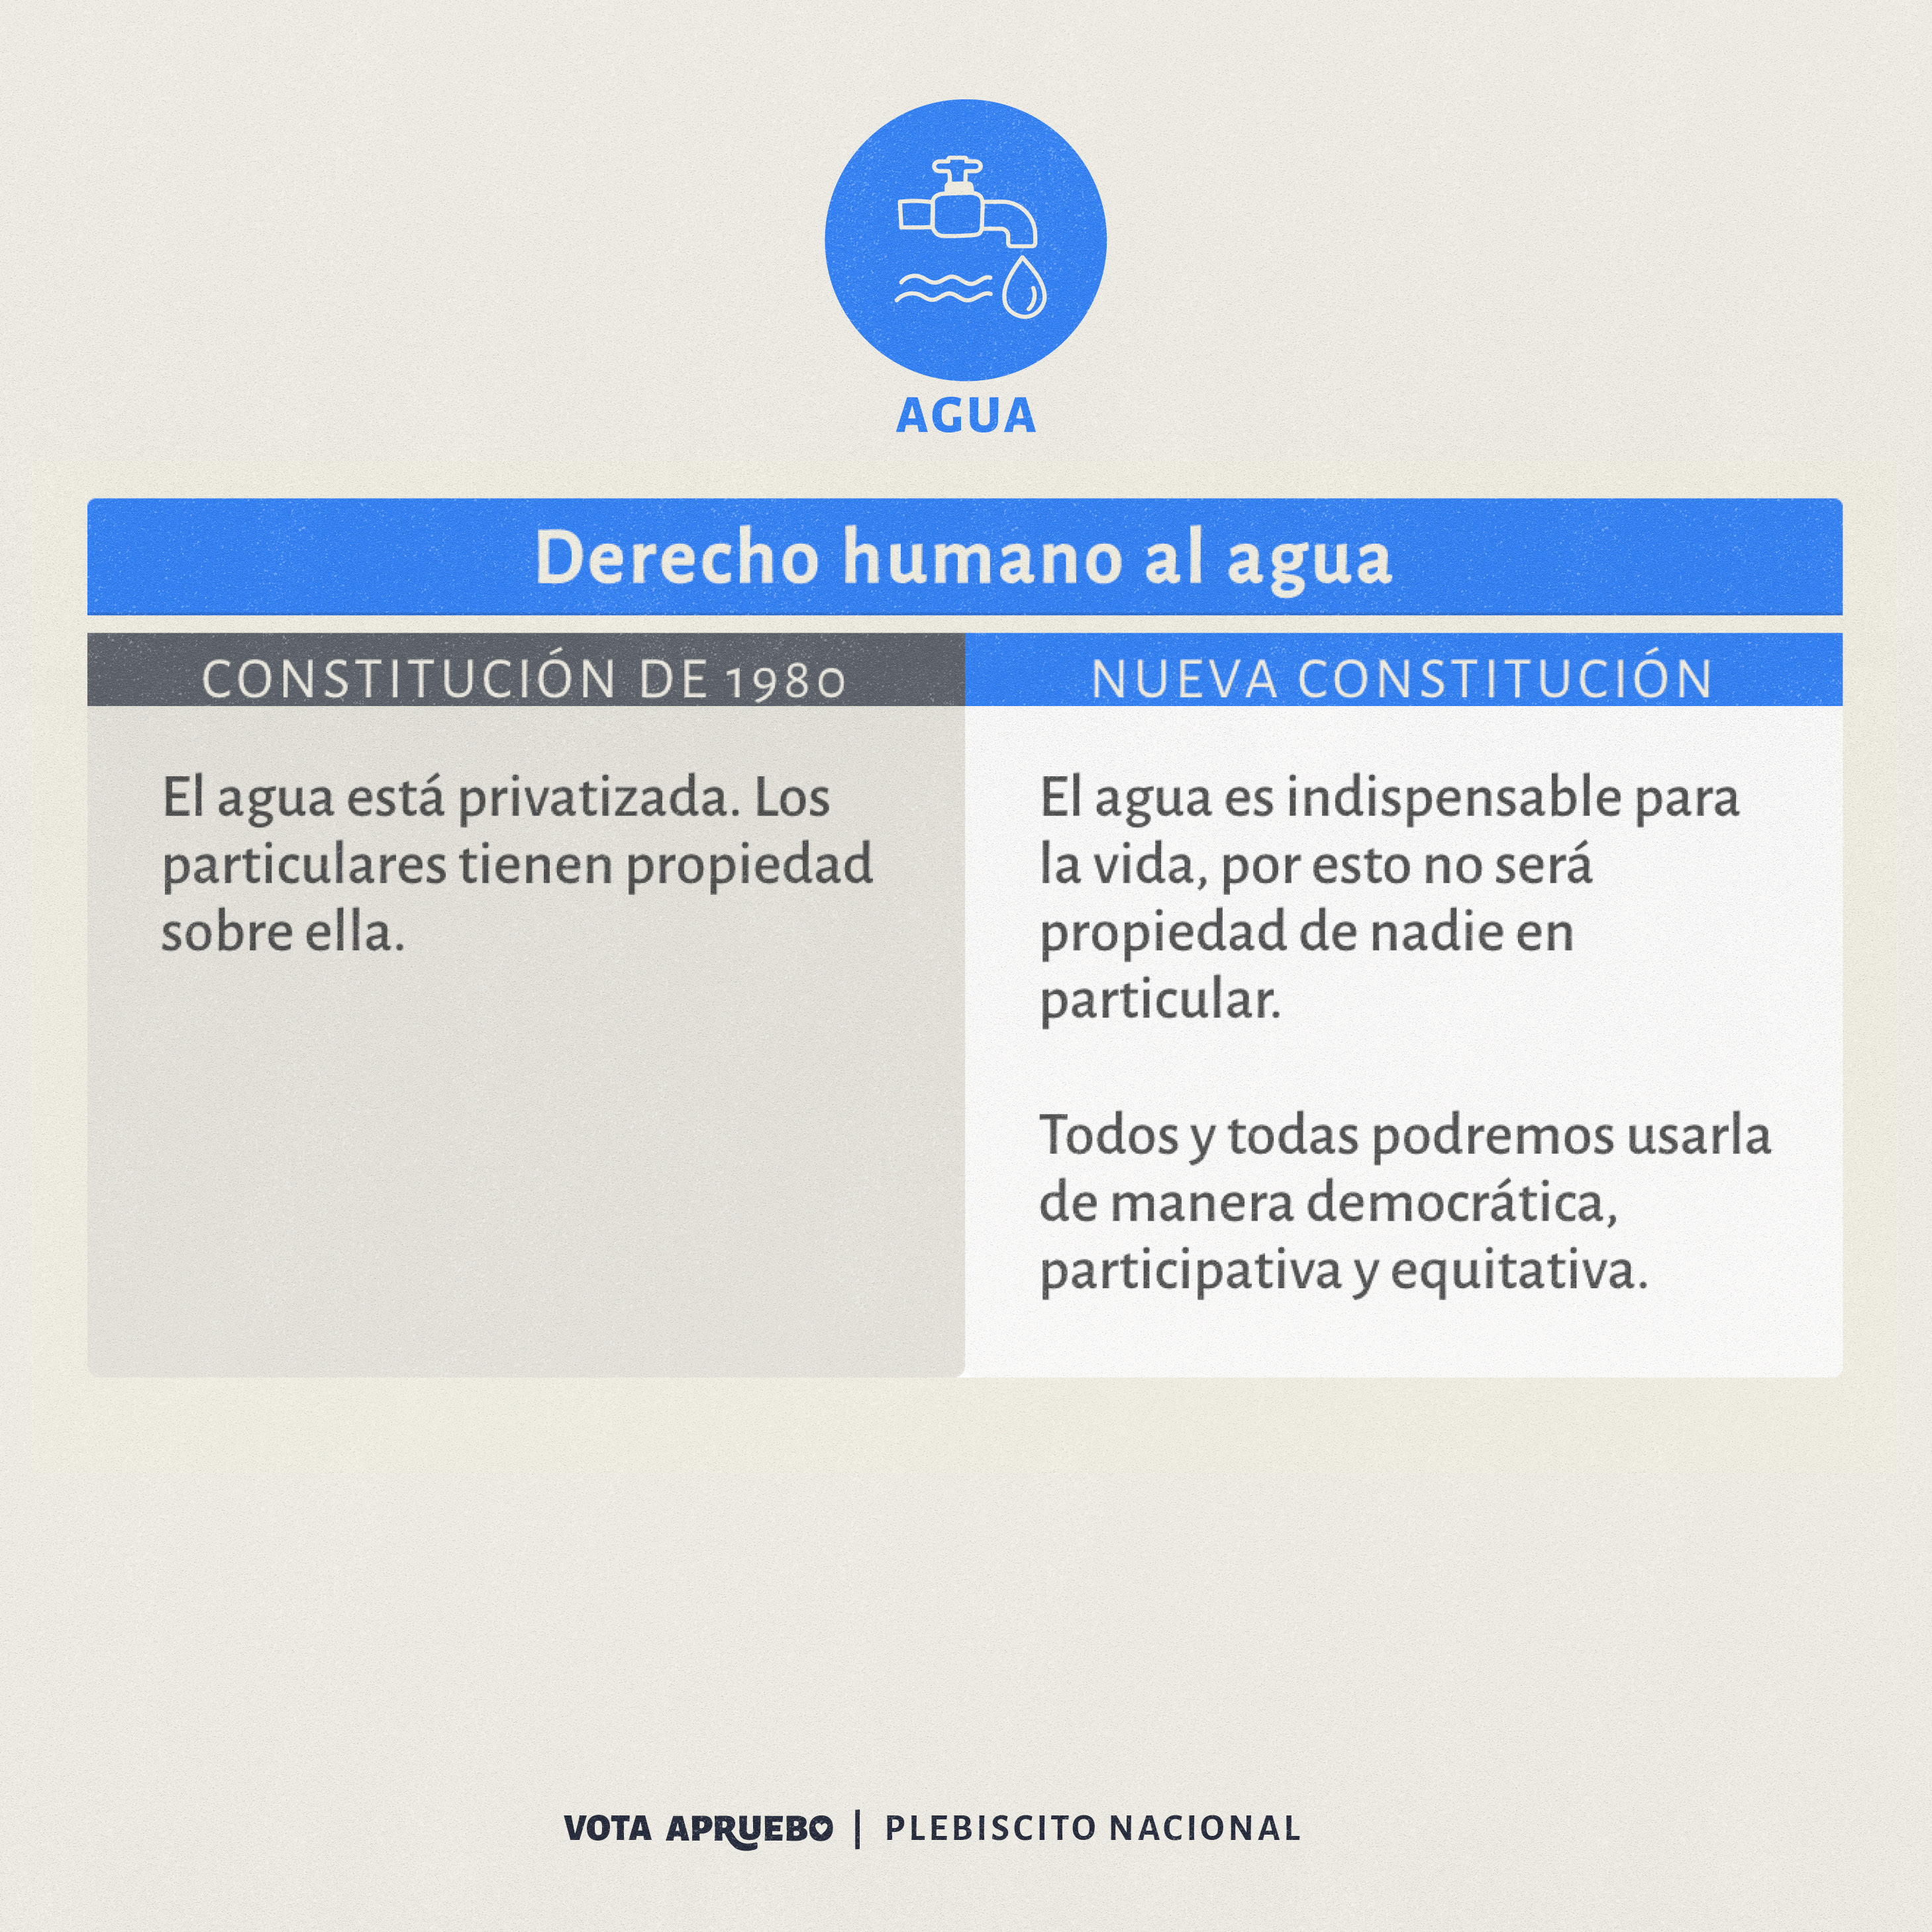 AGUA
Derecho humano al agua
CONSTITUCIÓN DE 1980
El agua está privatizada. Los
particulares tienen propiedad
sobre ella.
NUEVA CONSTITUCIÓN
El agua es indispensable para
la vida, por esto no será
propiedad de nadie en
particular.
Todos y todas podremos usarla
de manera democrática,
participativa y equitativa.
VOTA APRUEBO | PLEBISCITO NACIONAL